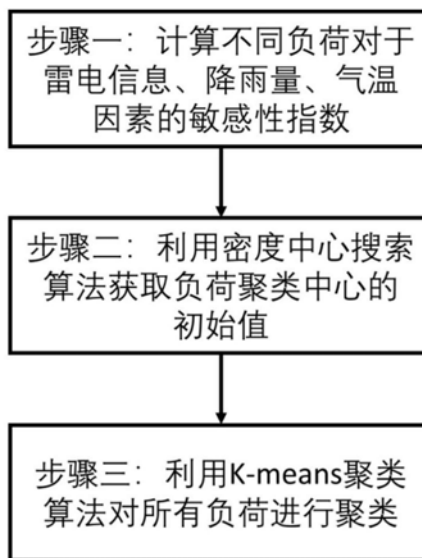 步骤一：计算不同负荷对于
雷电信息、降雨量、气温
因素的敏感性指数
步骤二：利用密度中心搜索
算法获取负荷聚类中心的
初始值
步骤三：利用K-means聚类
算法对所有负荷进行聚类